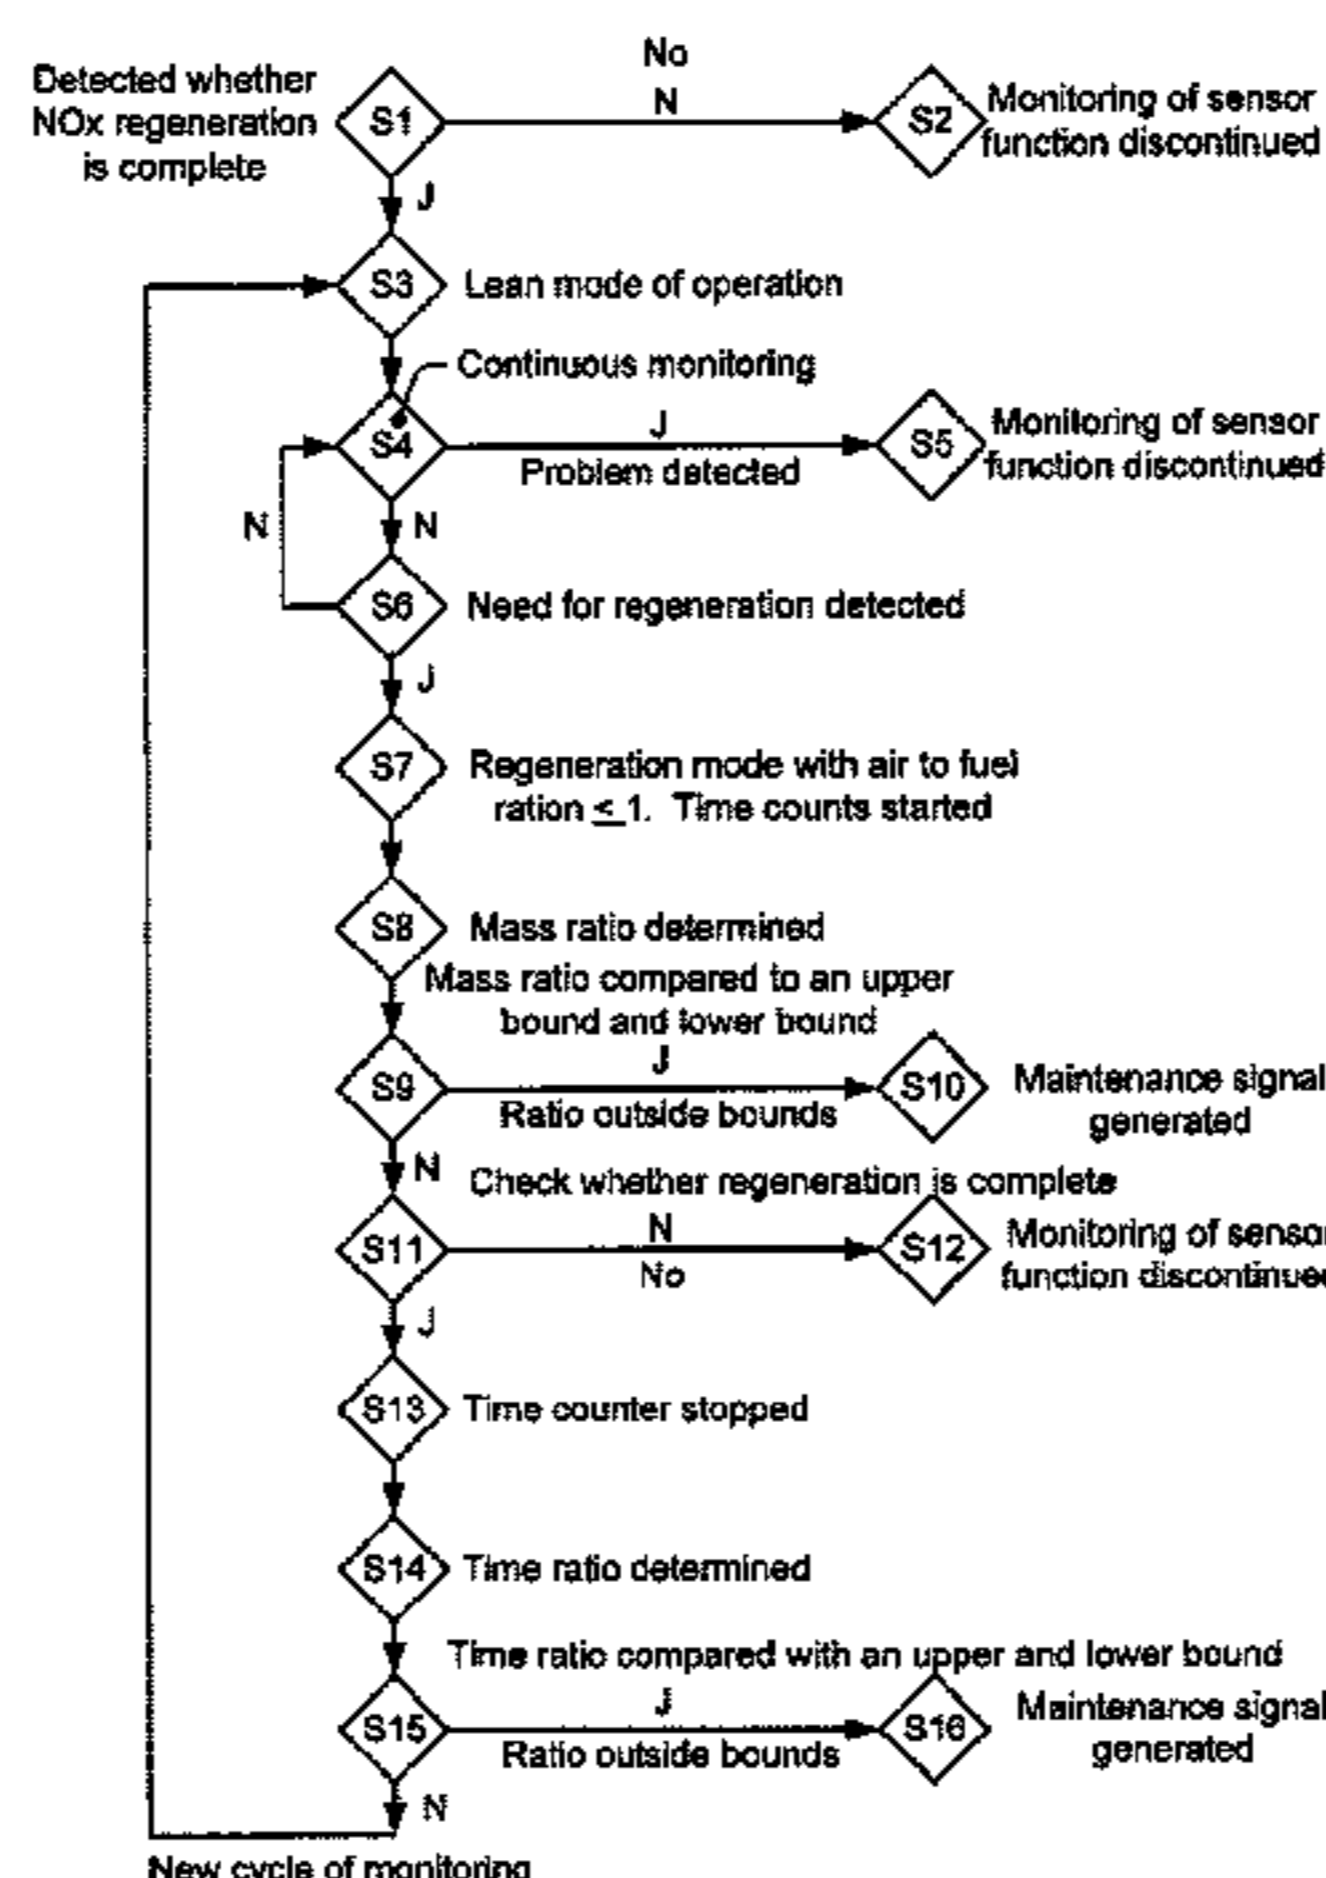 No
Detected whether
NOx regeneration
is complete
S1
N
S2
Monitoring of sensor
function discontinued
J
S3
Lean mode of operation
Continuous monitoring
S4
J
Problem detected
S5
Monitoring of sensor
function discontinued
N
N
S6
Need for regeneration detected
J
S7
Regeneration mode with air to fuel
ration ≤ 1. Time counts started
S8
Mass ratio determined
Mass ratio compared to an upper
bound and lower bound
S9
J
Ratio outside bounds
S10
Maintenance signal
generated
N
Check whether regeneration is complete
S11
N
No
S12
Monitoring of sensor
function discontinued
J
S13
Time counter stopped
S14
Time ratio determined
Time ratio compared with an upper and lower bound
S15
J
Ratio outside bounds
S16
Maintenance signal
generated
N
New cycle of monitoring